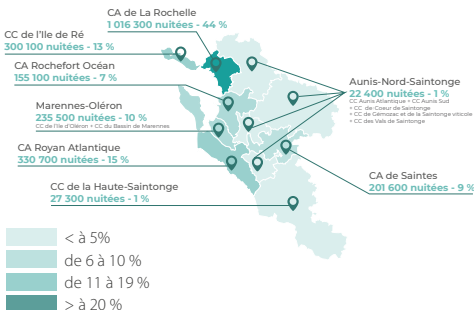 CA de La Rochelle
1 016 300 nuitées - 44 %
CC de l'Ile de Ré
300 100 nuitées - 13 %
CA Rochefort Océan
155 100 nuitées - 7 %
Marennes-Oléron
235 500 nuitées - 10 %
CC de l'Ile d'Oléron + CC du Bassin de Marennes
CA Royan Atlantique
330 700 nuitées - 15 %
CC de la Haute-Saintonge
27 300 nuitées - 1 %
Aunis-Nord-Saintonge
22 400 nuitées - 1 %
CC Aunis Atlantique + CC Aunis Sud
+ CC de Coeur de Saintonge
+ CC de Gémozac et de la Saintonge viticole
+ CC des Vals de Saintonge
CA de Saintes
201 600 nuitées - 9 %
< à 5%
de 6 à 10 %
de 11 à 19 %
> à 20 %